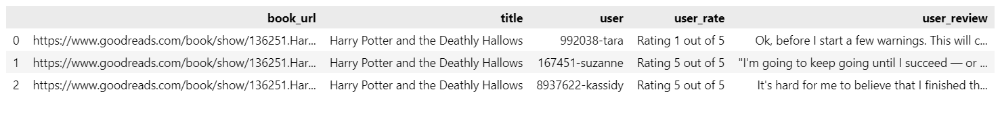 book_url title user user_rate user_review
0 https://www.goodreads.com/book/show/136251.Har... Harry Potter and the Deathly Hallows 992038-tara Rating 1 out of 5 Ok, before I start a few warnings. This will c...
1 https://www.goodreads.com/book/show/136251.Har... Harry Potter and the Deathly Hallows 167451-suzanne Rating 5 out of 5 "I'm going to keep going until I succeed — or ...
2 https://www.goodreads.com/book/show/136251.Har... Harry Potter and the Deathly Hallows 8937622-kassidy Rating 5 out of 5 It's hard for me to believe that I finished th...